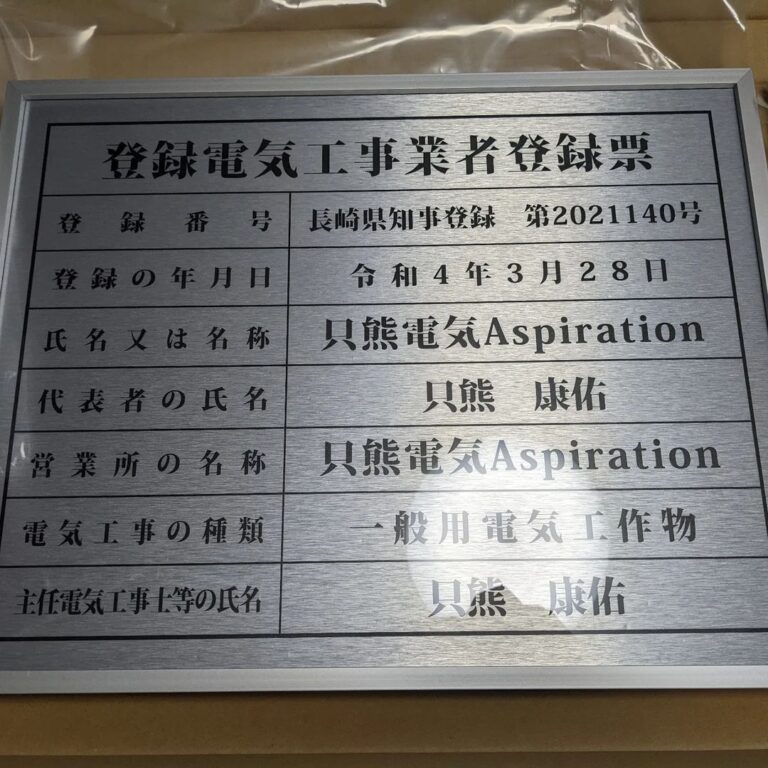 登録電気工事業者登録票
登録番号 長崎県知事登録 第2021140号
登録の年月日 令和4年3月28日
氏名又は名称 只熊電気Aspiration
代表者の氏名 只熊 康佑
営業所の名称 只熊電気Aspiration
電気工事の種類 一般用電気工作物
主任電気工事士等の氏名 只熊 康佑